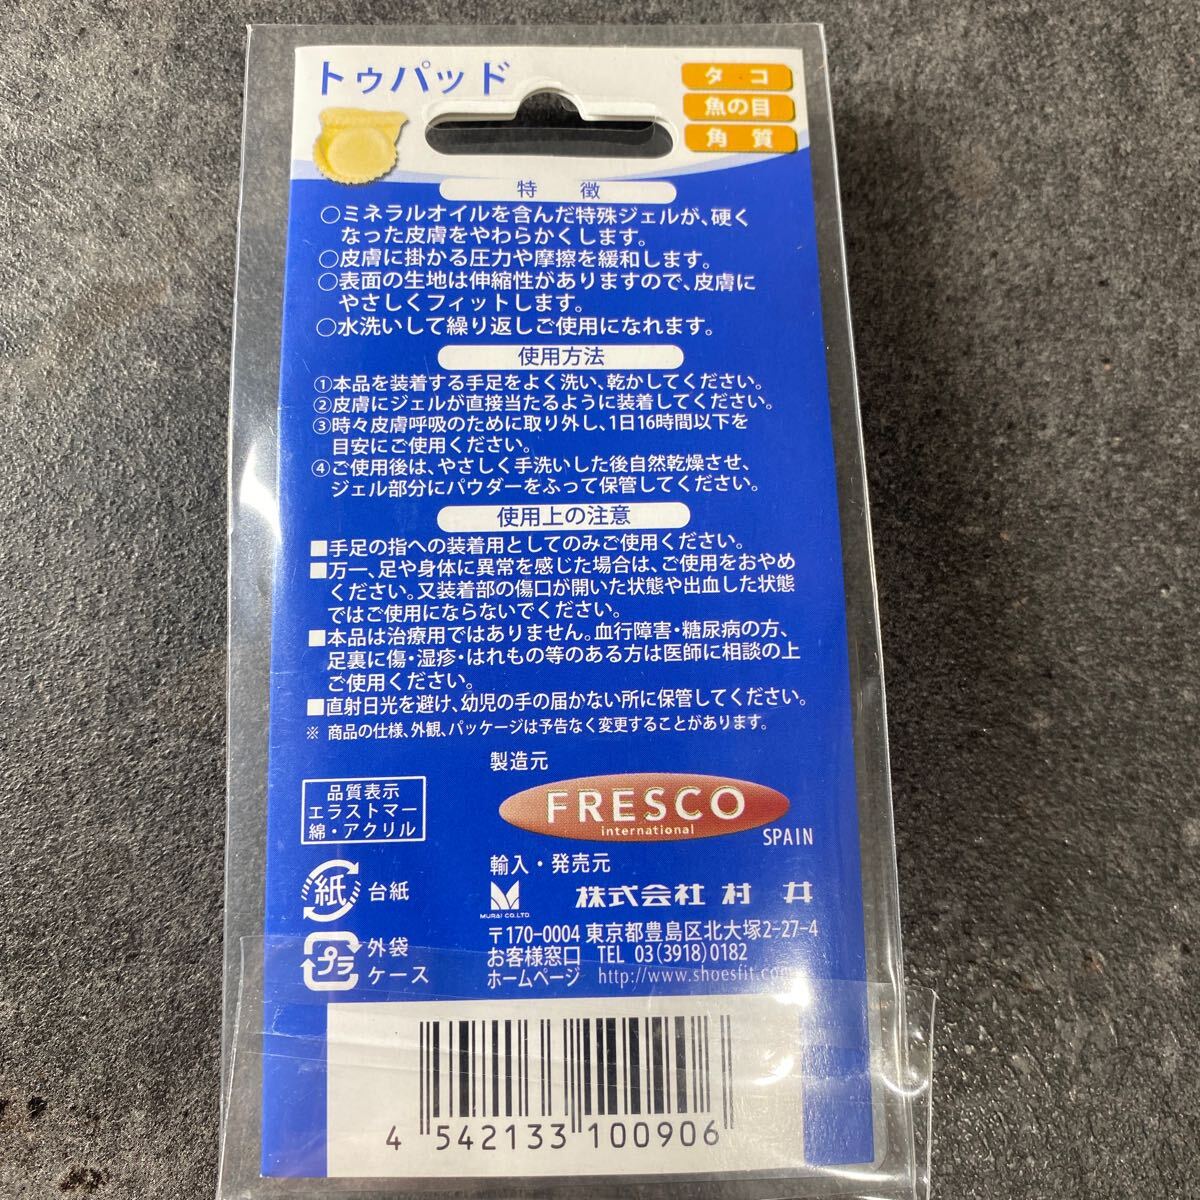 トゥパッド
タコ
魚の目
角質
特徴
○ミネラルオイルを含んだ特殊ジェルが、硬く
なった皮膚をやわらかくします。
○皮膚に掛かる圧力や摩擦を緩和します。
○表面の生地は伸縮性がありますので、皮膚に
やさしくフィットします。
○水洗いして繰り返しご使用になれます。
使用方法
①本品を装着する手足をよく洗い、乾かしてください。
②皮膚にジェルが直接当たるように装着してください。
③時々皮膚呼吸のために取り外し、1日16時間以下を
目安にご使用ください。
④ご使用後は、やさしく手洗いした後自然乾燥させ、
ジェル部分にパウダーをふって保管してください。
使用上の注意
■手足の指への装着用としてのみご使用ください。
■万一、足や身体に異常を感じた場合は、ご使用をおやめ
ください。又装着部の傷口が開いた状態や出血した状態
ではご使用にならないでください。
■本品は治療用ではありません。血行障害・糖尿病の方、
足裏に傷・湿疹・はれもの等のある方は医師に相談の上
ご使用ください。
■直射日光を避け、幼児の手の届かない所に保管してください。
※ 商品の仕様、外観、パッケージは予告なく変更することがあります。
製造元
FRESCO
international
SPAIN
品質表示
エラストマー
綿・アクリル
輸入・発売元
紙 台紙
MURAI CO.LTD.
株式会社 村井
〒170-0004 東京都豊島区北大塚2-27-4
プラ 外袋
ケース
お客様窓口 TEL 03(3918)0182
ホームページ http://www.shoesfit.com
4 542133 100906